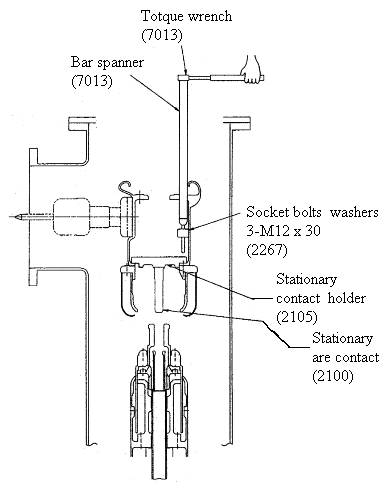 Totque wrench
(7013)
Bar spanner
(7013)
Socket bolts washers
3-M12 x 30
(2267)
Stationary
contact holder
(2105)
Stationary
are contact
(2100)